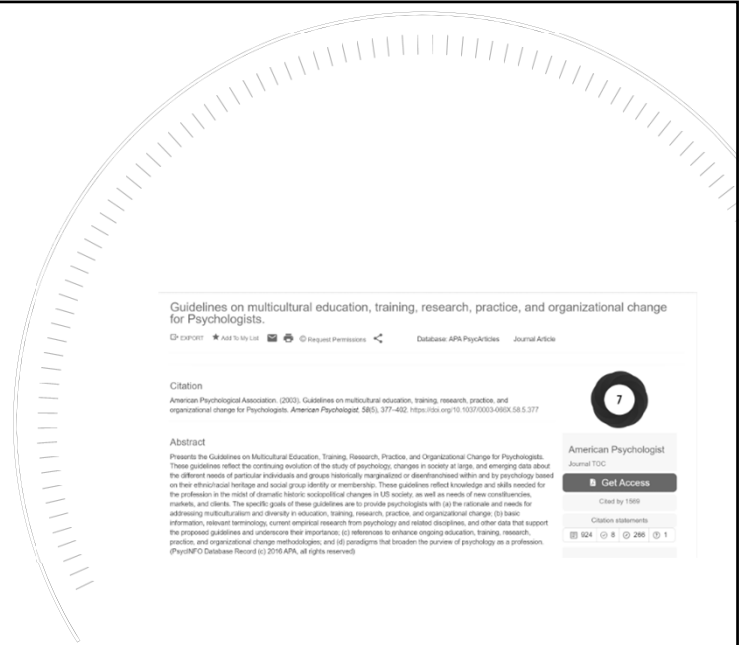 Guidelines on multicultural education, training, research, practice, and organizational change
for Psychologists.
EXPORT Add To My List © Request Permissions Database: APA PsycArticles Journal Article
Citation
American Psychological Association. (2003). Guidelines on multicultural education, training, research, practice, and
organizational change for Psychologists. American Psychologist, 58(5), 377–402. https://doi.org/10.1037/0003-066X.58.5.377
7
Abstract
Presents the Guidelines on Multicultural Education, Training, Research, Practice, and Organizational Change for Psychologists.
These guidelines reflect the continuing evolution of the study of psychology, changes in society at large, and emerging data about
the different needs of particular individuals and groups historically marginalized or disenfranchised within and by psychology based
on their ethnic/racial heritage and social group identity or membership. These guidelines reflect knowledge and skills needed for
the profession in the midst of dramatic historic sociopolitical changes in US society, as well as needs of new constituencies,
markets, and clients. The specific goals of these guidelines are to provide psychologists with (a) the rationale and needs for
addressing multiculturalism and diversity in education, training, research, practice, and organizational change; (b) basic
information, relevant terminology, current empirical research from psychology and related disciplines, and other data that support
the proposed guidelines and underscore their importance; (c) references to enhance ongoing education, training, research,
practice, and organizational change methodologies; and (d) paradigms that broaden the purview of psychology as a profession.
(PsycINFO Database Record (c) 2016 APA, all rights reserved)
American Psychologist
Journal TOC
Get Access
Cited by 1569
Citation statements
924 8 266 1